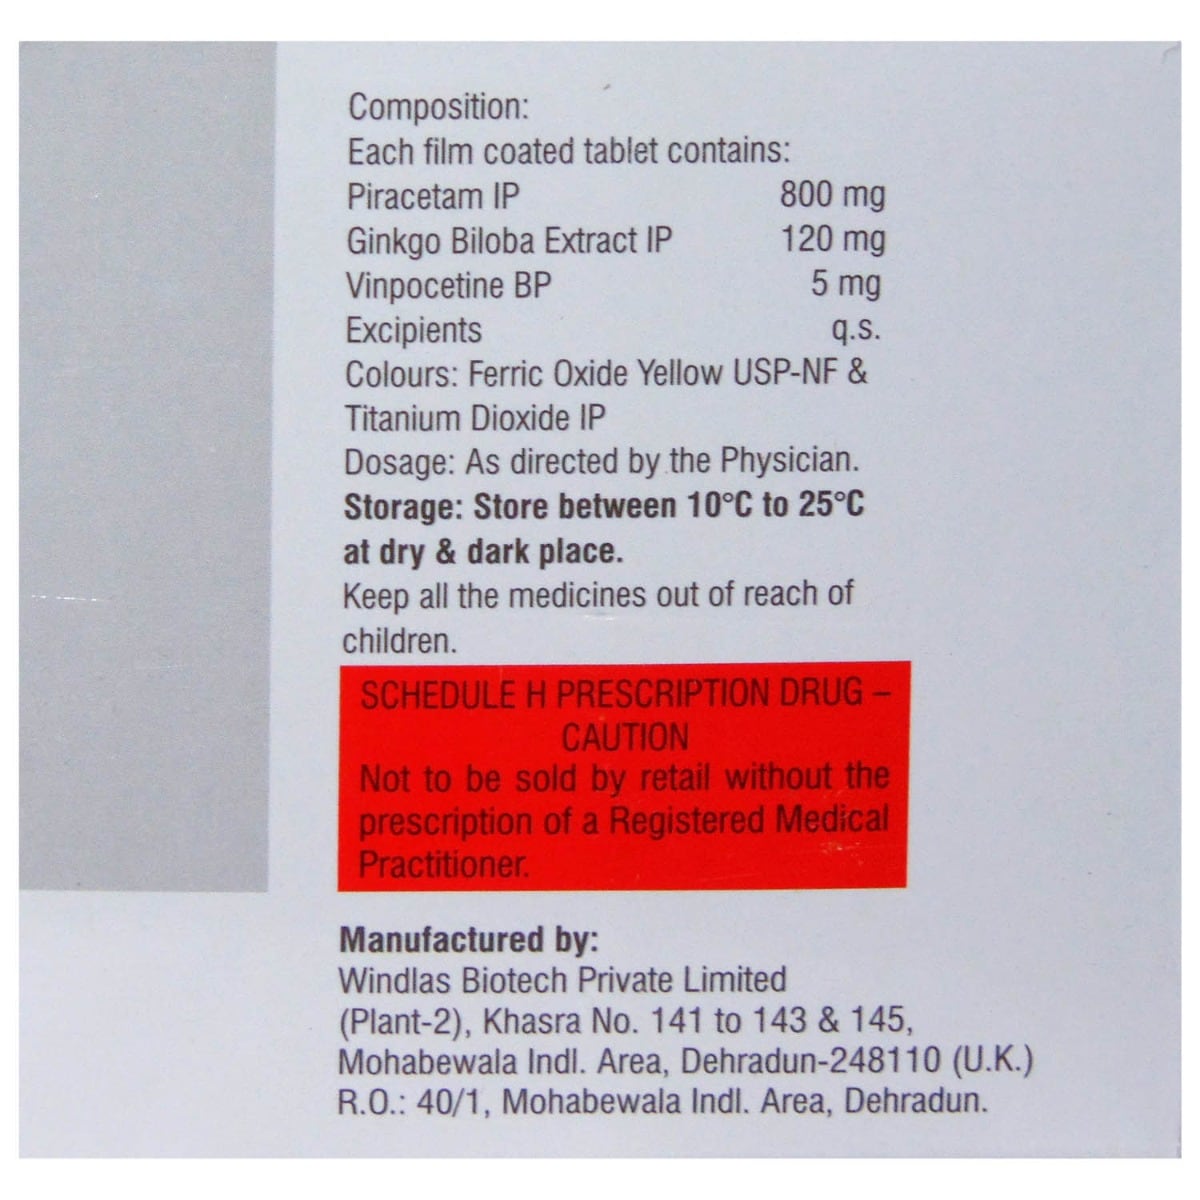 Composition:
Each film coated tablet contains:
Piracetam IP 800 mg
Ginkgo Biloba Extract IP 120 mg
Vinpocetine BP 5 mg
Excipients q.s.
Colours: Ferric Oxide Yellow USP-NF &
Titanium Dioxide IP
Dosage: As directed by the Physician.
Storage: Store between 10°C to 25°C
at dry & dark place.
Keep all the medicines out of reach of
children.
SCHEDULE H PRESCRIPTION DRUG –
CAUTION
Not to be sold by retail without the
prescription of a Registered Medical
Practitioner.
Manufactured by:
Windlas Biotech Private Limited
(Plant-2), Khasra No. 141 to 143 & 145,
Mohabewala Indl. Area, Dehradun-248110 (U.K.)
R.O.: 40/1, Mohabewala Indl. Area, Dehradun.